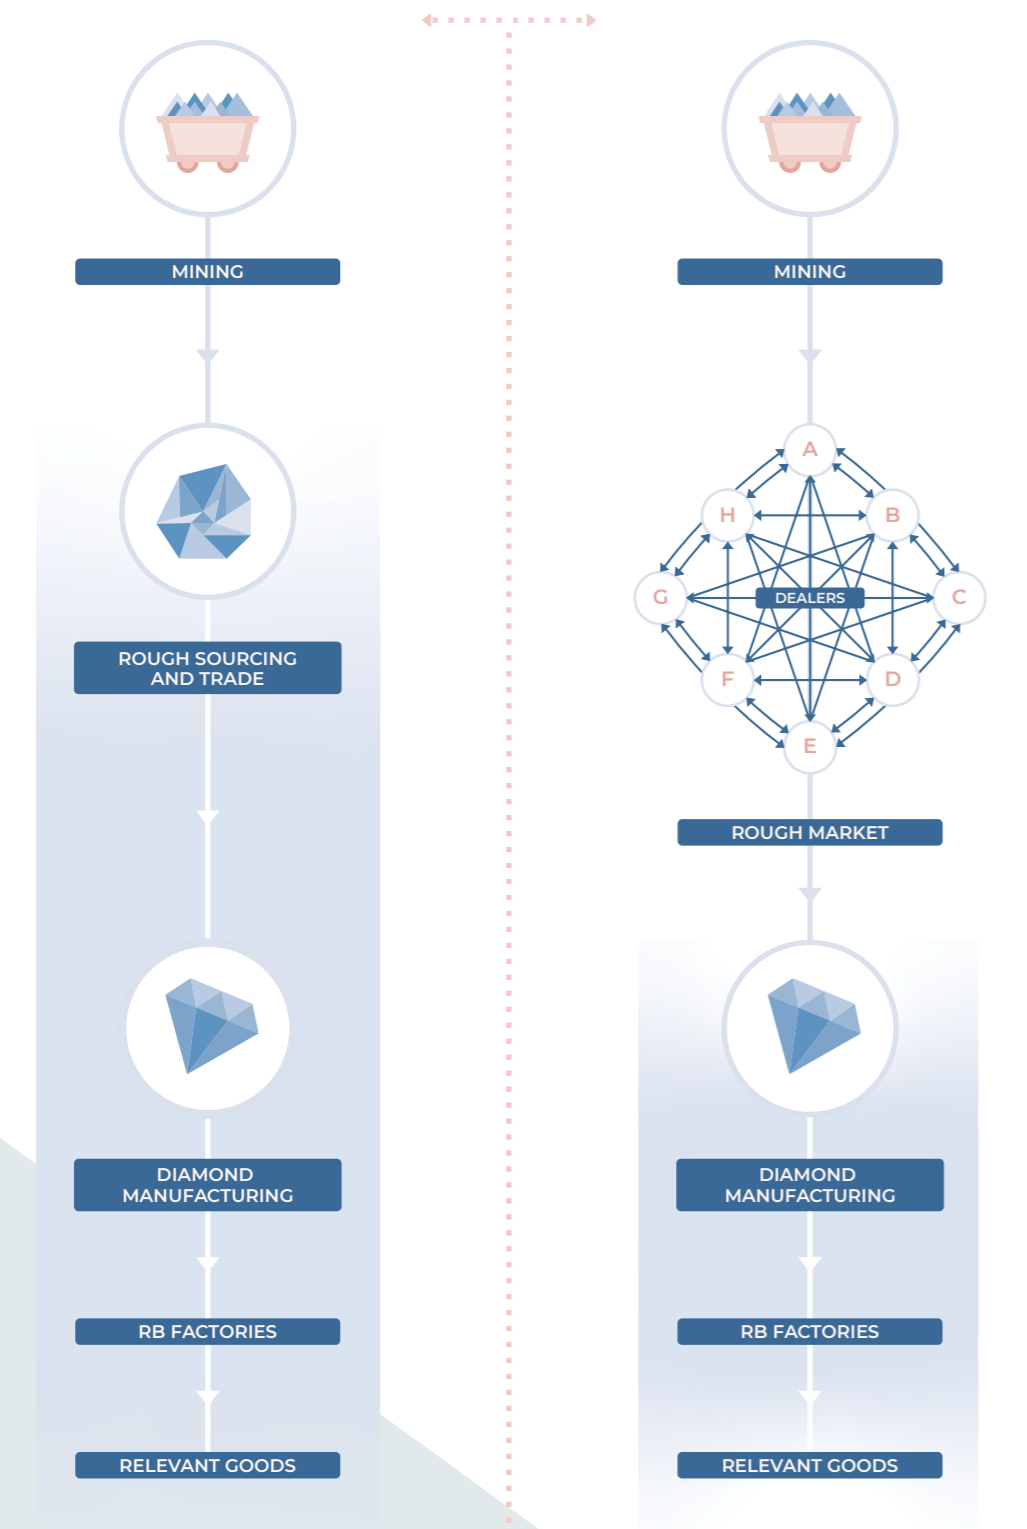 MINING
ROUGH SOURCING
AND TRADE
DIAMOND
MANUFACTURING
RB FACTORIES
RELEVANT GOODS
MINING
A
H
B
G
DEALERS
C
F
D
E
ROUGH MARKET
DIAMOND
MANUFACTURING
RB FACTORIES
RELEVANT GOODS